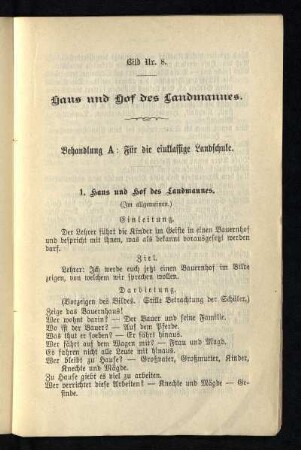 Bild Nr. 8.
Haus und Hof des Landmannes.
Behandlung A: Für die einklassige Landschule.
1. Haus und Hof des Landmannes.
(Im allgemeinen.)
Einleitung.
Der Lehrer führt die Kinder im Geiste in einen Bauernhof
und bespricht mit ihnen, was als bekannt vorausgesetzt werden
darf.
Ziel.
Lehrer: Ich werde euch jetzt einen Bauernhof im Bilde
zeigen, von welchem wir sprechen wollen.
Darbietung.
(Vorzeigen des Bildes. Stille Betrachtung der Schüler.)
Zeige das Bauernhaus!
Wer wohnt darin? — Der Bauer und seine Familie.
Wo ist der Bauer? — Auf dem Pferde.
Was thut er soeben? — Er fährt hinaus.
Wer fährt auf dem Wagen mit? — Frau und Magd.
Es fahren nicht alle Leute mit hinaus.
Wer bleibt zu Hause? — Großvater, Großmutter, Kinder,
Knechte und Mägde.
Zu Hause giebt es viel zu arbeiten.
Wer verrichtet diese Arbeiten? — Knechte und Mägde — Ge-
sinde.